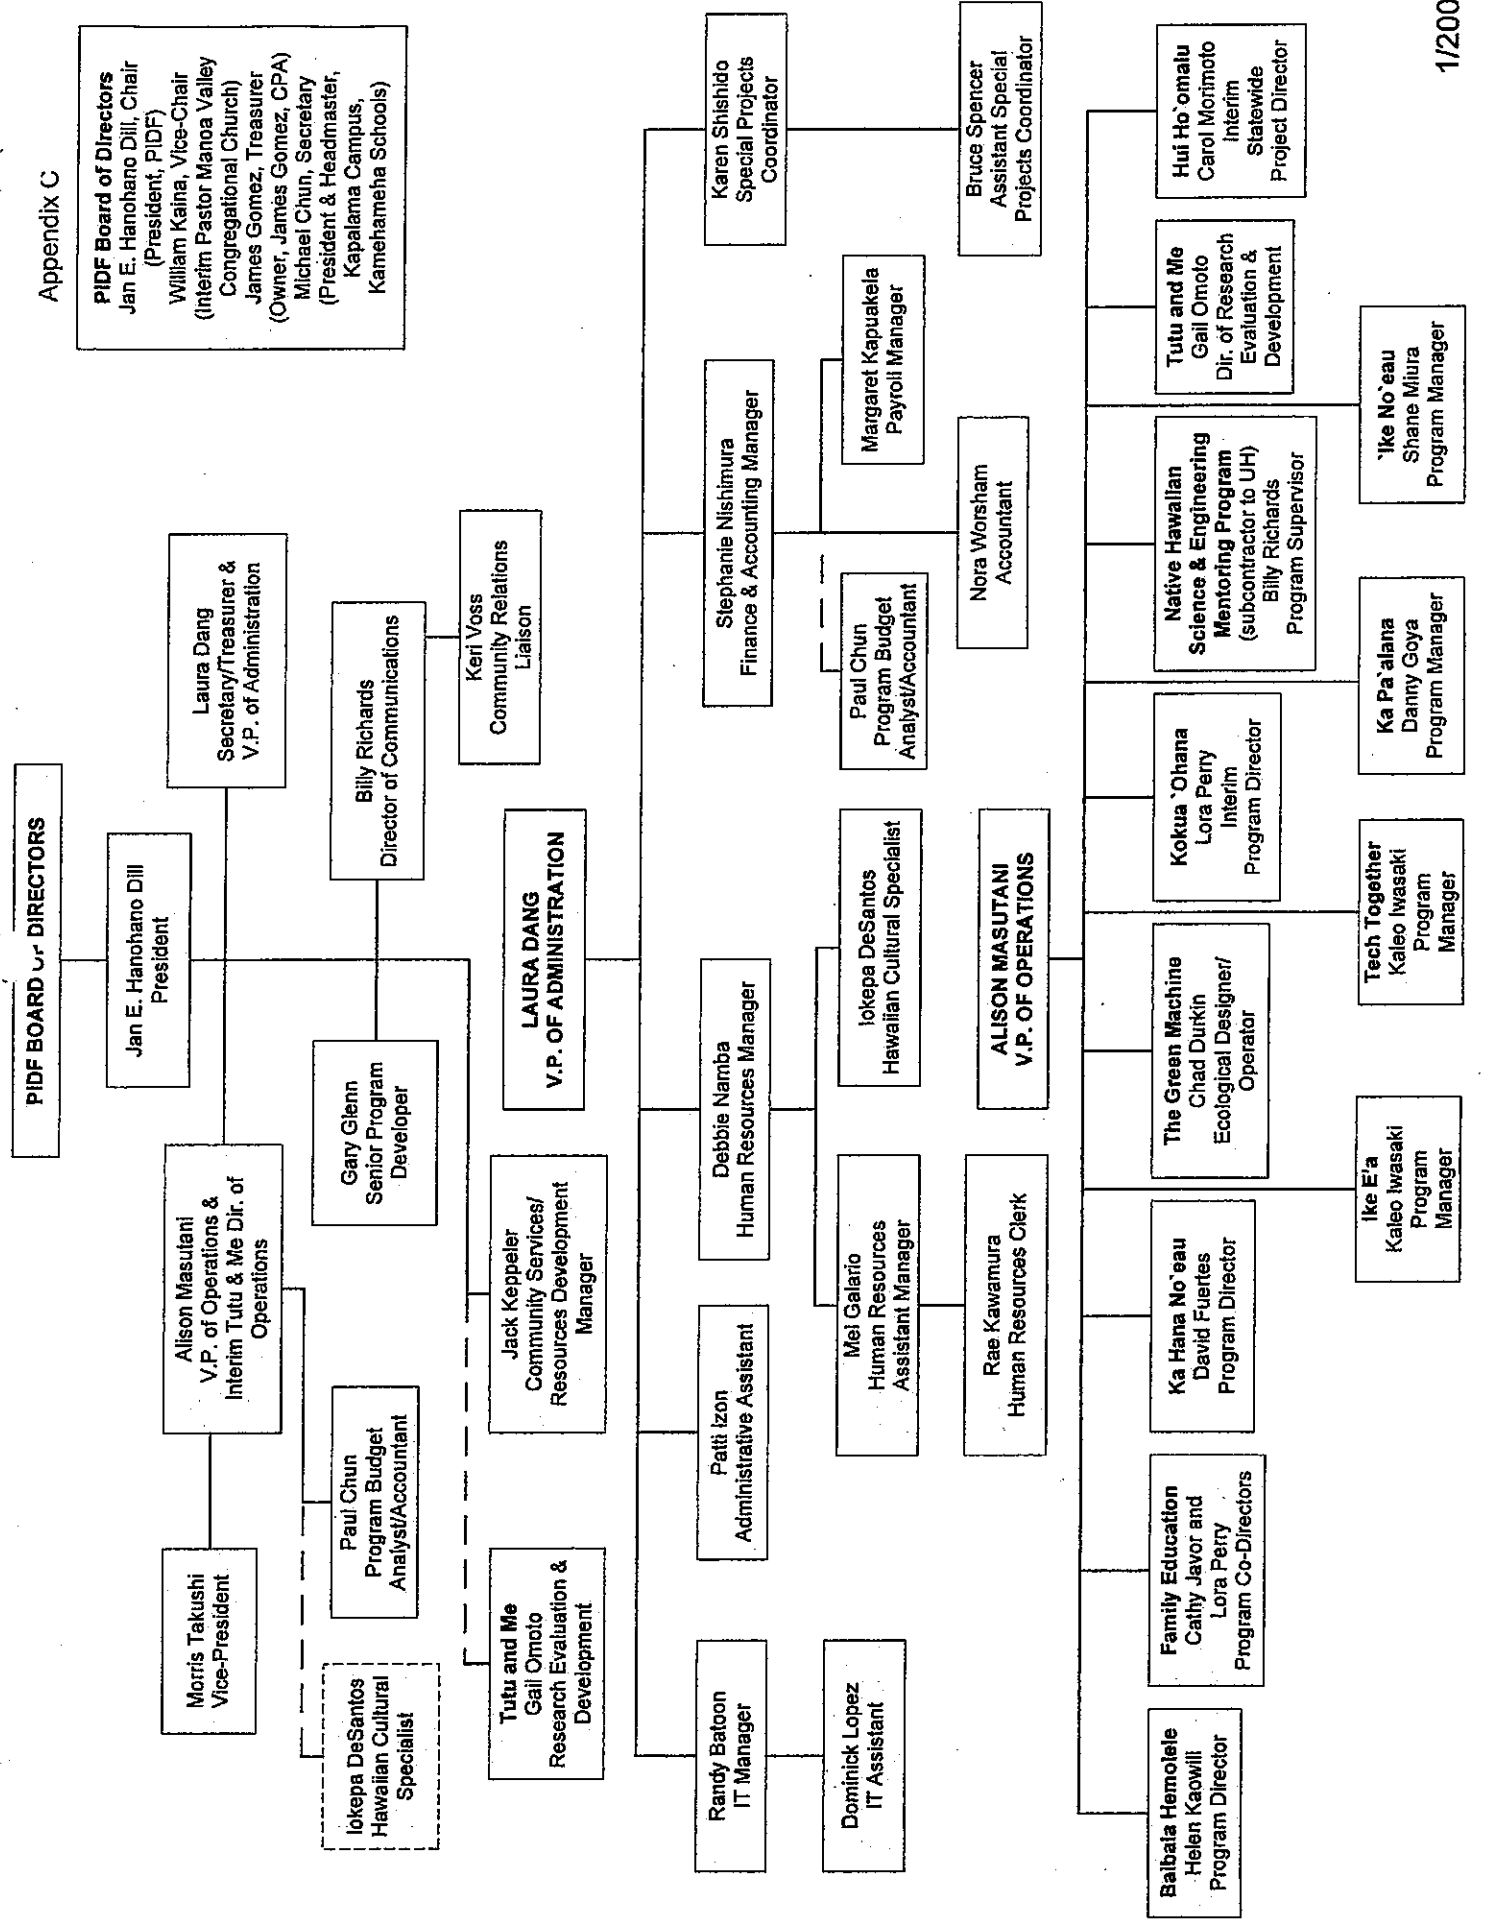 Appendix C
PIDF BOARD OF DIRECTORS
PIDF Board of Directors
Jan E. Hanohano Dill, Chair
(President, PIDF)
William Kaina, Vice-Chair
(Interim Pastor Manoa Valley
Congregational Church)
James Gomez, Treasurer
(Owner, James Gomez, CPA)
Michael Chun, Secretary
(President & Headmaster,
Kapalama Campus,
Kamehameha Schools)
Jan E. Hanohano Dill
President
Morris Takushi
Vice-President
Alison Masutani
V.P. of Operations &
Interim Tutu & Me Dir. of
Operations
Laura Dang
Secretary/Treasurer &
V.P. of Administration
Iokepa DeSantos
Hawaiian Cultural
Specialist
Paul Chun
Program Budget
Analyst/Accountant
Gary Glenn
Senior Program
Developer
Billy Richards
Director of Communications
Keri Voss
Community Relations
Liaison
Tutu and Me
Gail Omoto
Research Evaluation &
Development
Jack Keppeler
Community Services/
Resources Development
Manager
LAURA DANG
V.P. OF ADMINISTRATION
Randy Batoon
IT Manager
Patti Izon
Administrative Assistant
Debbie Namba
Human Resources Manager
Stephanie Nishimura
Finance & Accounting Manager
Karen Shishido
Special Projects
Coordinator
Dominick Lopez
IT Assistant
Mei Galario
Human Resources
Assistant Manager
Iokepa DeSantos
Hawaiian Cultural Specialist
Paul Chun
Program Budget
Analyst/Accountant
Margaret Kapuakela
Payroll Manager
Rae Kawamura
Human Resources Clerk
Nora Worsham
Accountant
Bruce Spencer
Assistant Special
Projects Coordinator
ALISON MASUTANI
V.P. OF OPERATIONS
Balbala Hemolele
Helen Kaowili
Program Director
Family Education
Cathy Javor and
Lora Perry
Program Co-Directors
Ka Hana No'eau
David Fuertes
Program Director
The Green Machine
Chad Durkin
Ecological Designer/
Operator
Kokua `Ohana
Lora Perry
Interim
Program Director
Native Hawaiian
Science & Engineering
Mentoring Program
(subcontractor to UH)
Billy Richards
Program Supervisor
Tutu and Me
Gail Omoto
Dir. of Research
Evaluation &
Development
Hui Ho`omalu
Carol Morimoto
Interim
Statewide
Project Director
Ike E'a
Kaleo Iwasaki
Program
Manager
Tech Together
Kaleo Iwasaki
Program
Manager
Ka Pa`alana
Danny Goya
Program Manager
`Ike No`eau
Shane Miura
Program Manager
1/200